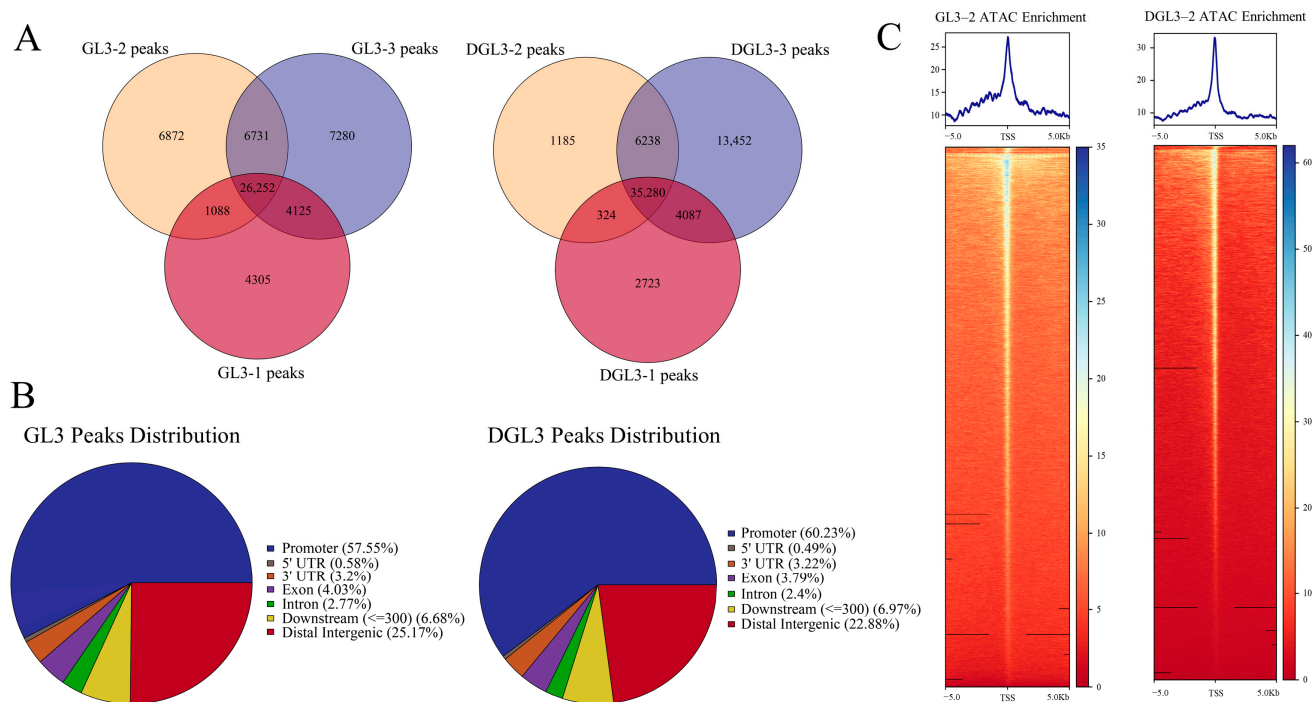 A
GL3-2 peaks
GL3-3 peaks
6872
6731
7280
26,252
1088
4125
4305
GL3-1 peaks
DGL3-2 peaks
DGL3-3 peaks
1185
6238
13,452
35,280
324
4087
2723
DGL3-1 peaks
B
GL3 Peaks Distribution
Promoter (57.55%)
5' UTR (0.58%)
3' UTR (3.2%)
Exon (4.03%)
Intron (2.77%)
Downstream (<=300) (6.68%)
Distal Intergenic (25.17%)
DGL3 Peaks Distribution
Promoter (60.23%)
5' UTR (0.49%)
3' UTR (3.22%)
Exon (3.79%)
Intron (2.4%)
Downstream (<=300) (6.97%)
Distal Intergenic (22.88%)
C
GL3–2 ATAC Enrichment
25
20
15
10
−5.0 TSS 5.0Kb
35
30
25
20
15
10
5
0
−5.0 TSS 5.0Kb
DGL3–2 ATAC Enrichment
30
20
10
−5.0 TSS 5.0Kb
60
50
40
30
20
10
0
−5.0 TSS 5.0Kb